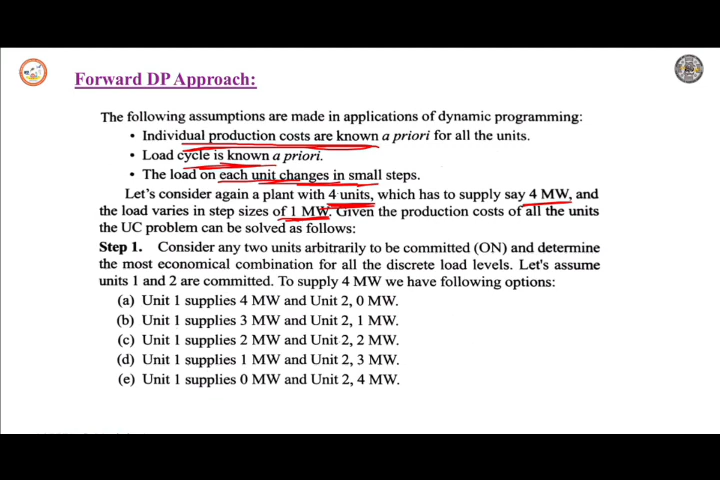 Forward DP Approach:
The following assumptions are made in applications of dynamic programming:
• Individual production costs are known a priori for all the units.
• Load cycle is known a priori.
• The load on each unit changes in small steps.
Let's consider again a plant with 4 units, which has to supply say 4 MW, and
the load varies in step sizes of 1 MW. Given the production costs of all the units
the UC problem can be solved as follows:
Step 1. Consider any two units arbitrarily to be committed (ON) and determine
the most economical combination for all the discrete load levels. Let's assume
units 1 and 2 are committed. To supply 4 MW we have following options:
(a) Unit 1 supplies 4 MW and Unit 2, 0 MW.
(b) Unit 1 supplies 3 MW and Unit 2, 1 MW.
(c) Unit 1 supplies 2 MW and Unit 2, 2 MW.
(d) Unit 1 supplies 1 MW and Unit 2, 3 MW.
(e) Unit 1 supplies 0 MW and Unit 2, 4 MW.